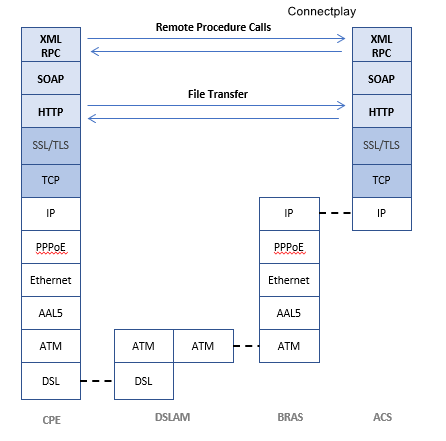 Connectplay
Remote Procedure Calls
XML
RPC
XML
RPC
SOAP
SOAP
File Transfer
HTTP
HTTP
SSL/TLS
SSL/TLS
TCP
TCP
IP
IP
IP
PPPoE
PPPoE
Ethernet
Ethernet
AAL5
AAL5
ATM
ATM
ATM
ATM
DSL
DSL
CPE
DSLAM
BRAS
ACS